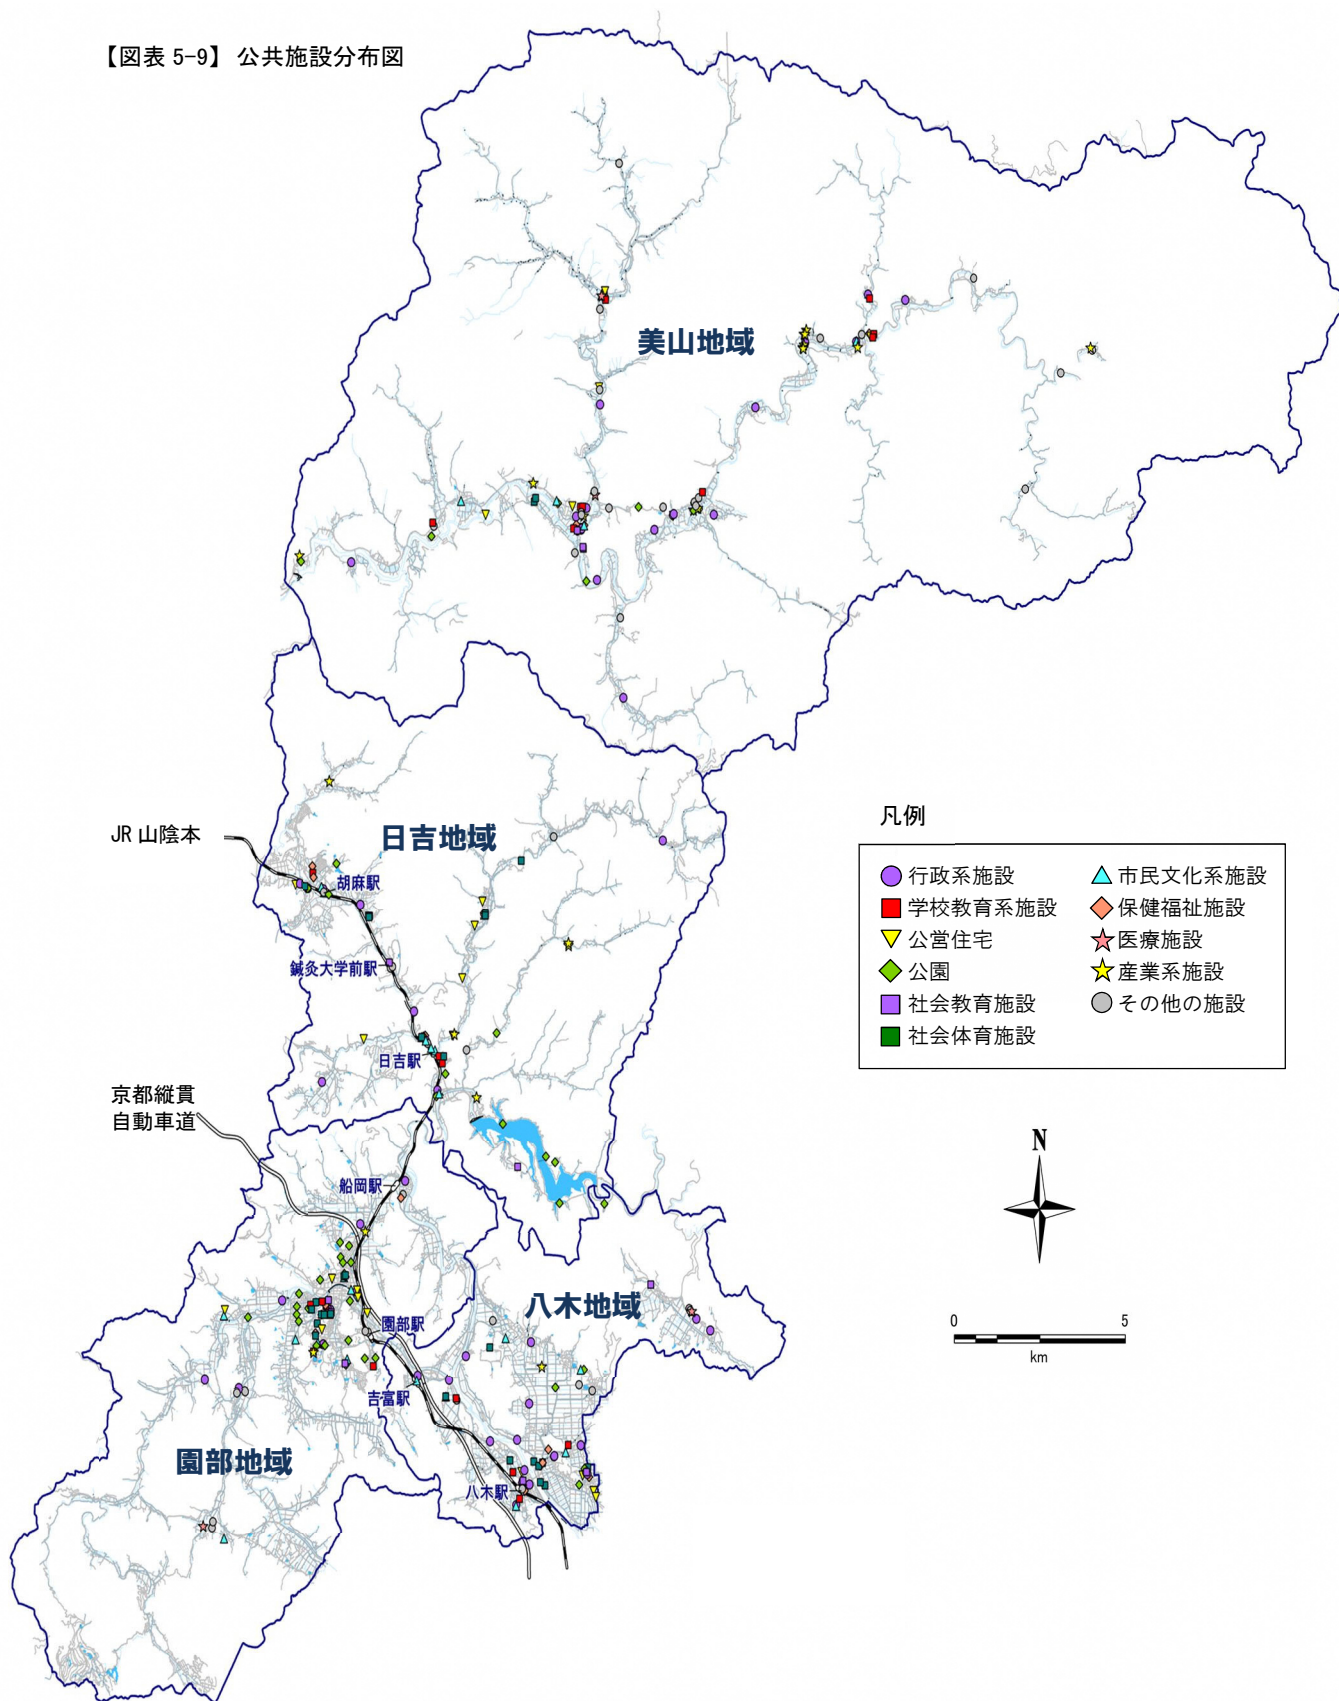 【図表 5-9】 公共施設分布図
美山地域
JR 山陰本
日吉地域
胡麻駅
鍼灸大学前駅
日吉駅
京都縦貫
自動車道
船岡駅
園部駅
八木地域
吉富駅
園部地域
八木駅
凡例
行政系施設
学校教育系施設
公営住宅
公園
社会教育施設
社会体育施設
市民文化系施設
保健福祉施設
医療施設
産業系施設
その他の施設
N
0 5
km